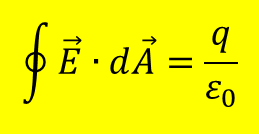 ∮ E⃗ · dA⃗ = q/ε₀